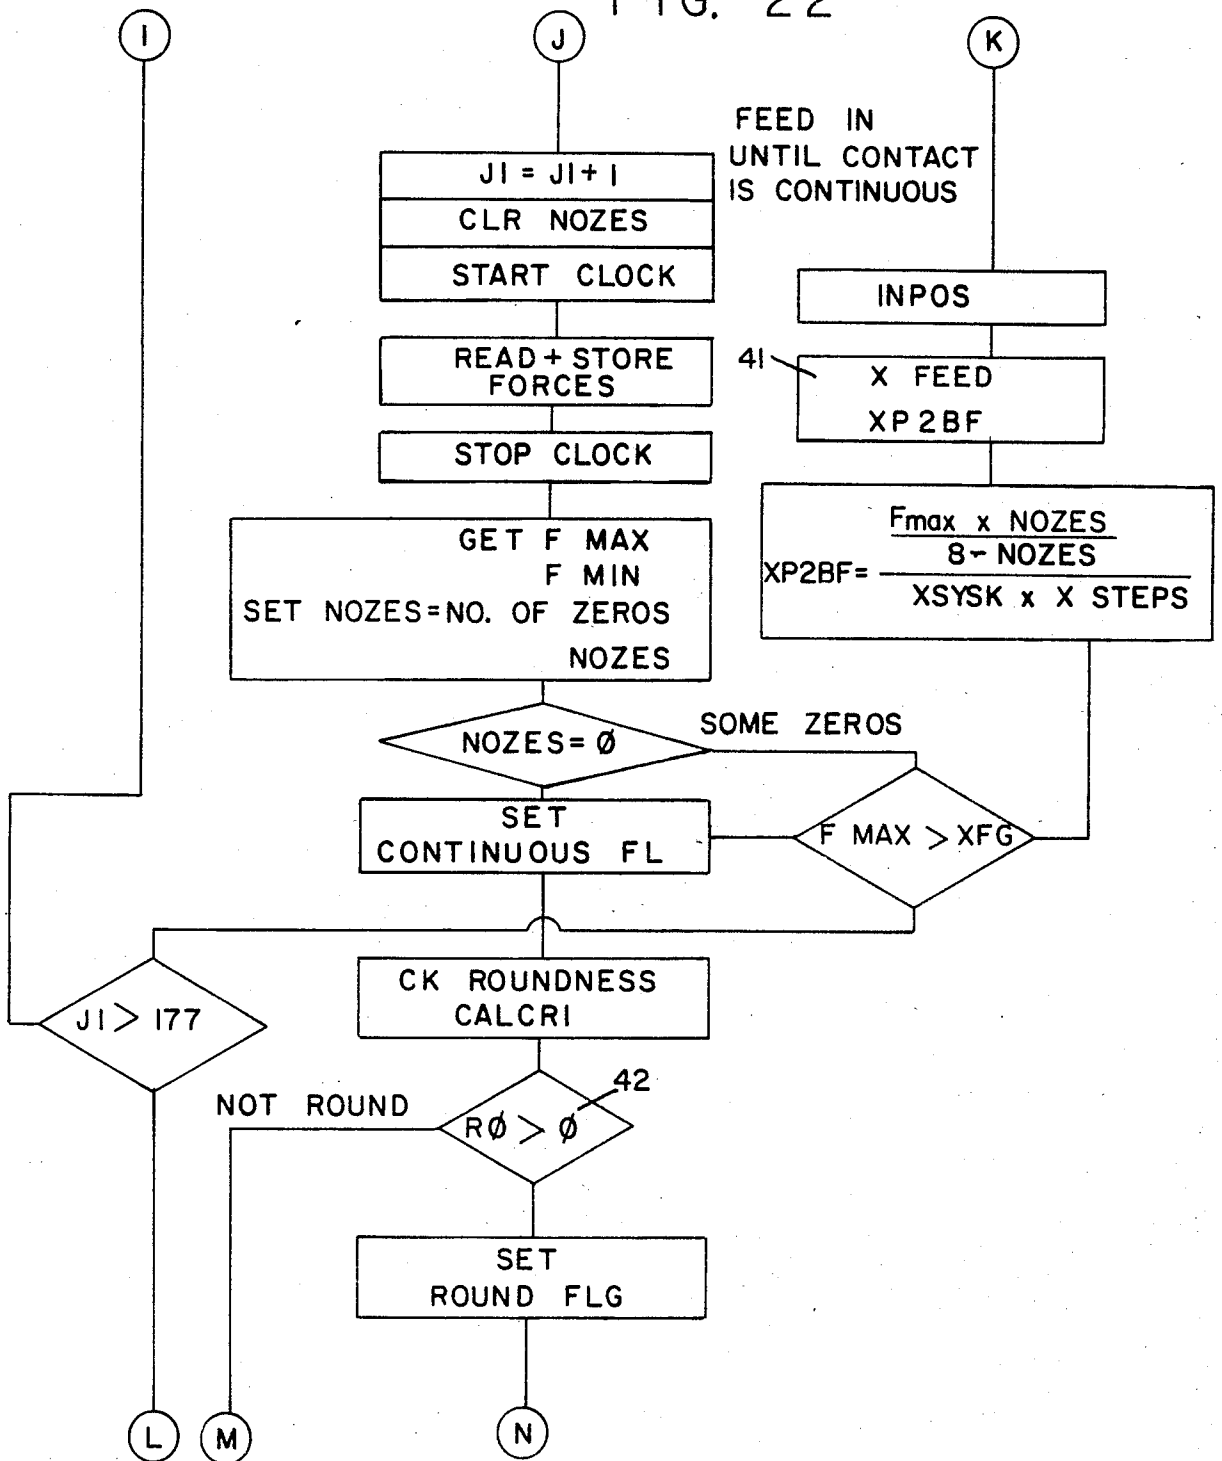 FIG. 22
I
J
K
FEED IN
UNTIL CONTACT
IS CONTINUOUS
J1 = J1+1
CLR NOZES
START CLOCK
INPOS
READ + STORE
FORCES
41
X FEED
XP2BF
STOP CLOCK
GET F MAX
F MIN
SET NOZES=NO. OF ZEROS
NOZES
Fmax x NOZES
8-NOZES
XP2BF=
XSYSK x X STEPS
NOZES=Ø
SOME ZEROS
SET
CONTINUOUS FL
F MAX > XFG
CK ROUNDNESS
CALCRI
J1 > 177
42
NOT ROUND
RØ > Ø
SET
ROUND FLG
L
M
N